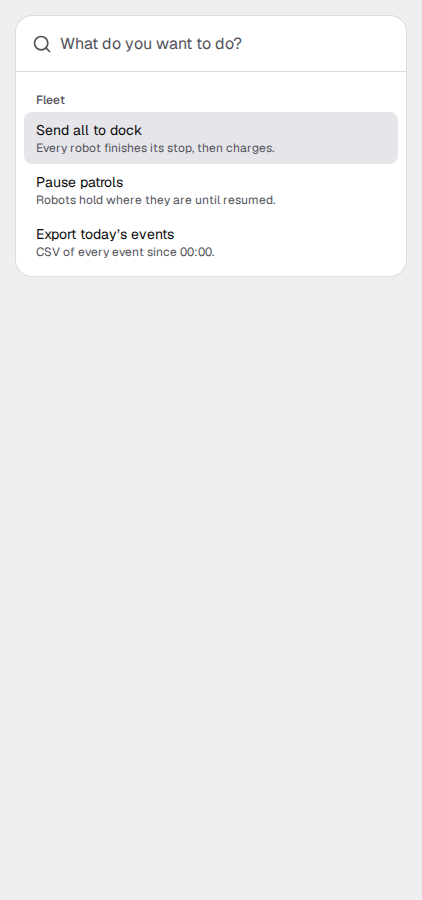 What do you want to do?
Fleet
Send all to dock
Every robot finishes its stop, then charges.
Pause patrols
Robots hold where they are until resumed.
Export today’s events
CSV of every event since 00:00.